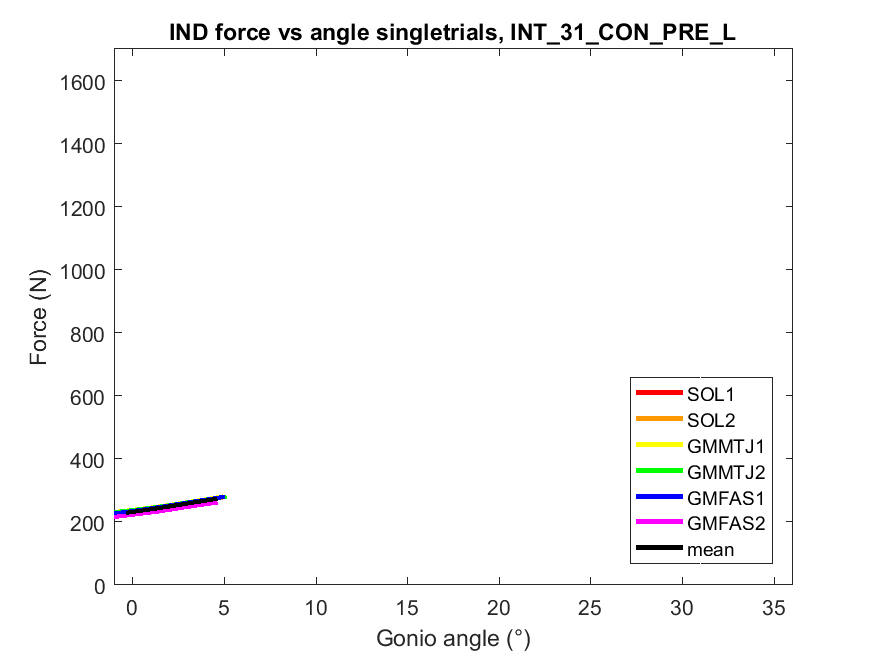 IND force vs angle singletrials, INT_31_CON_PRE_L
1600
1400
1200
1000
800
600
400
200
0
Force (N)
0 5 10 15 20 25 30 35
Gonio angle (°)
SOL1
SOL2
GMMTJ1
GMMTJ2
GMFAS1
GMFAS2
mean